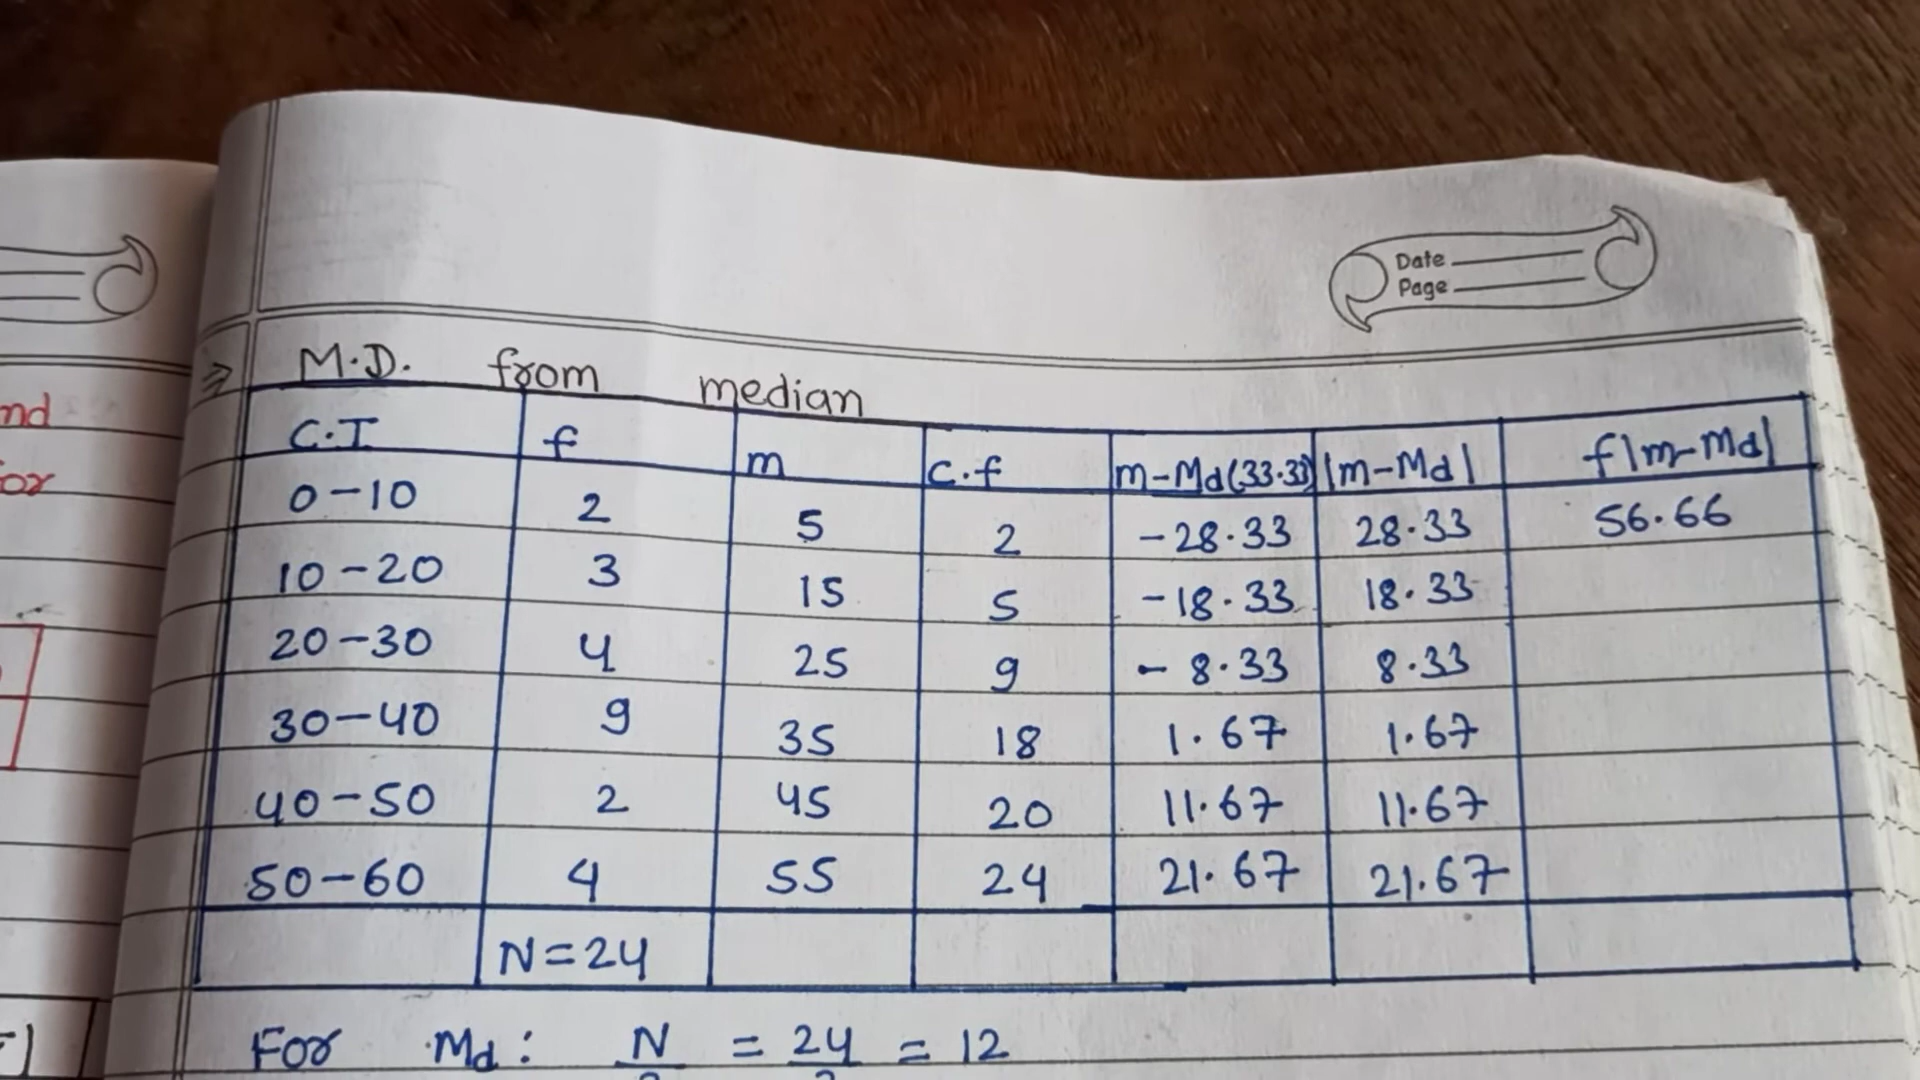 Date
Page
⇒ M.D. from median
C.I f m c.f m-Md(33.33) |m-Md| f|m-Md|
0-10 2 5 2 -28.33 28.33 56.66
10-20 3 15 5 -18.33 18.33
20-30 4 25 9 -8.33 8.33
30-40 9 35 18 1.67 1.67
40-50 2 45 20 11.67 11.67
50-60 4 55 24 21.67 21.67
N=24
For Md: N = 24 = 12
nd
or